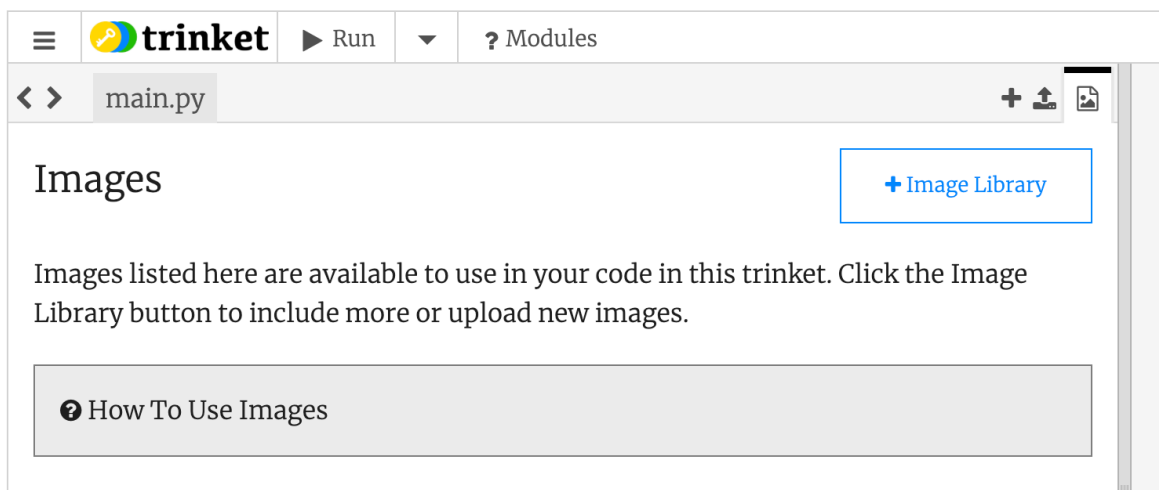 trinket Run ? Modules
main.py
Images
+ Image Library
Images listed here are available to use in your code in this trinket. Click the Image
Library button to include more or upload new images.
? How To Use Images